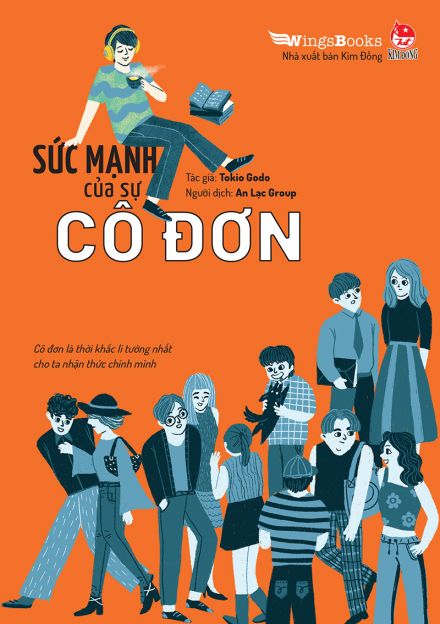 WingsBooks
Nhà xuất bản Kim Đồng
KIM ĐỒNG
SỨC MẠNH
của sự
CÔ ĐƠN
Tác giả: Tokio Godo
Người dịch: An Lạc Group
Cô đơn là thời khắc lí tưởng nhất
cho ta nhận thức chính mình